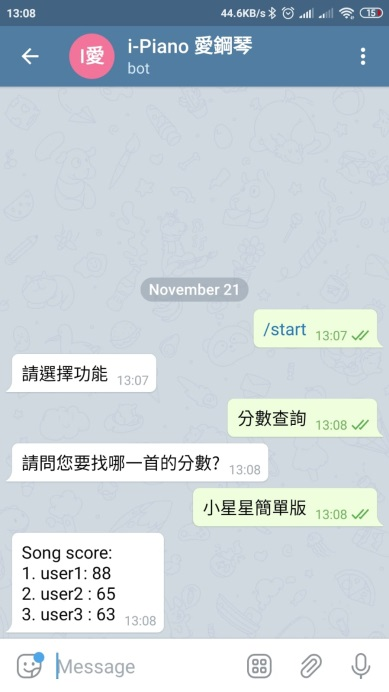 13:08
44.6KB/s
15
I愛
i-Piano 愛鋼琴
bot
November 21
/start 13:07
請選擇功能 13:07
分數查詢 13:08
請問您要找哪一首的分數? 13:08
小星星簡單版 13:08
Song score:
1. user1: 88
2. user2 : 65
3. user3 : 63 13:08
Message